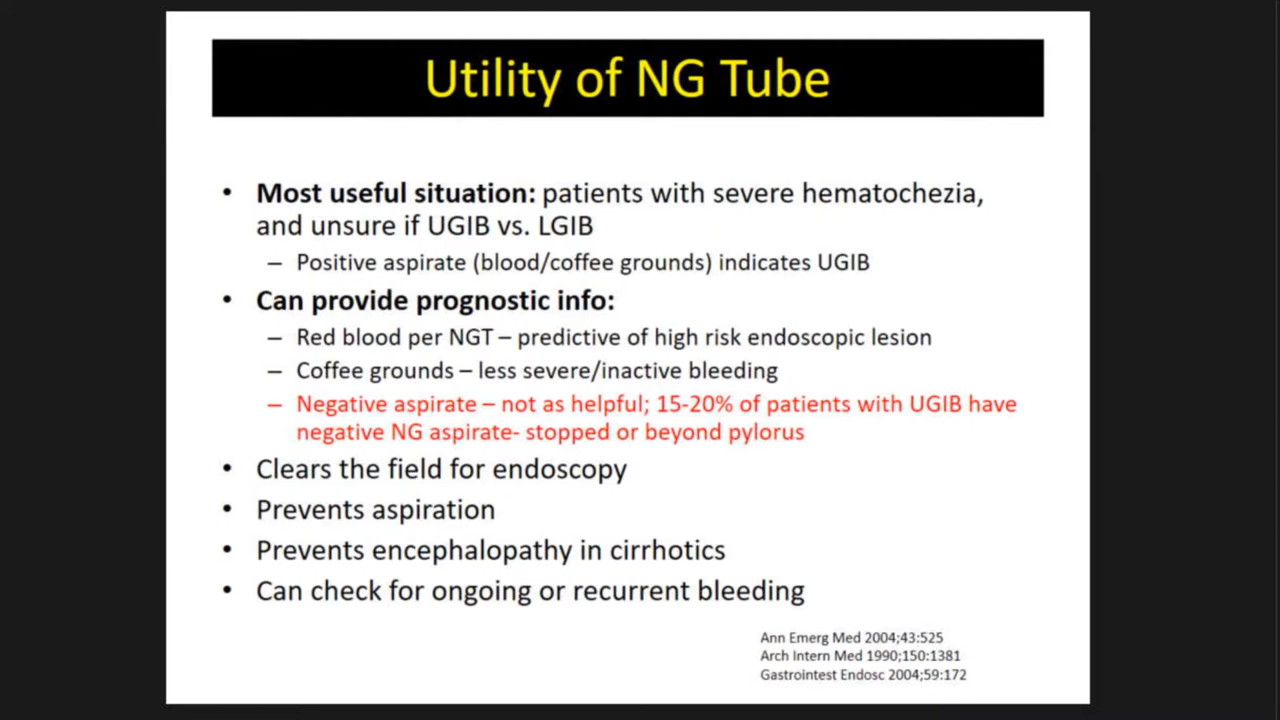 Utility of NG Tube
• Most useful situation: patients with severe hematochezia,
and unsure if UGIB vs. LGIB
– Positive aspirate (blood/coffee grounds) indicates UGIB
• Can provide prognostic info:
– Red blood per NGT – predictive of high risk endoscopic lesion
– Coffee grounds – less severe/inactive bleeding
– Negative aspirate – not as helpful; 15-20% of patients with UGIB have
negative NG aspirate- stopped or beyond pylorus
• Clears the field for endoscopy
• Prevents aspiration
• Prevents encephalopathy in cirrhotics
• Can check for ongoing or recurrent bleeding
Ann Emerg Med 2004;43:525
Arch Intern Med 1990;150:1381
Gastrointest Endosc 2004;59:172